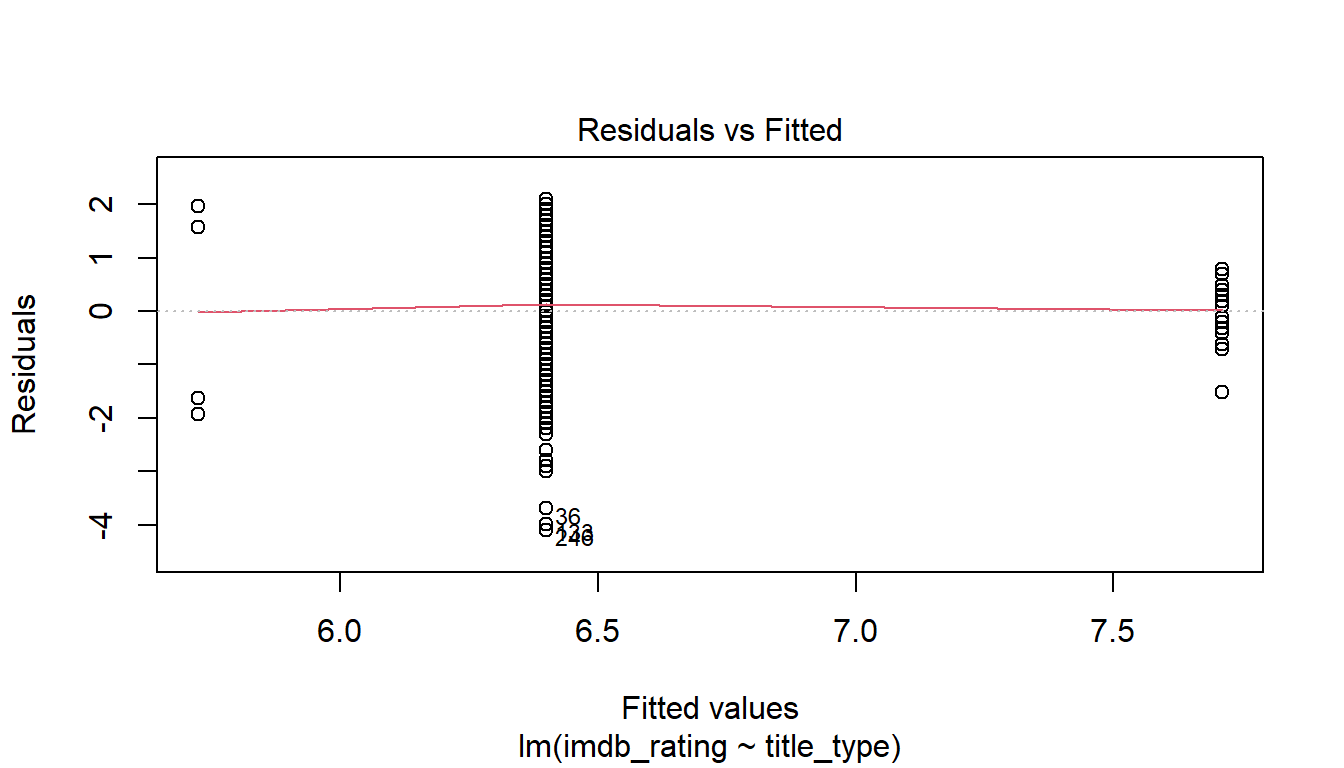 Residuals vs Fitted
Residuals
2
1
0
-2
-4
36
246
6.0
6.5
7.0
7.5
Fitted values
lm(imdb_rating ~ title_type)